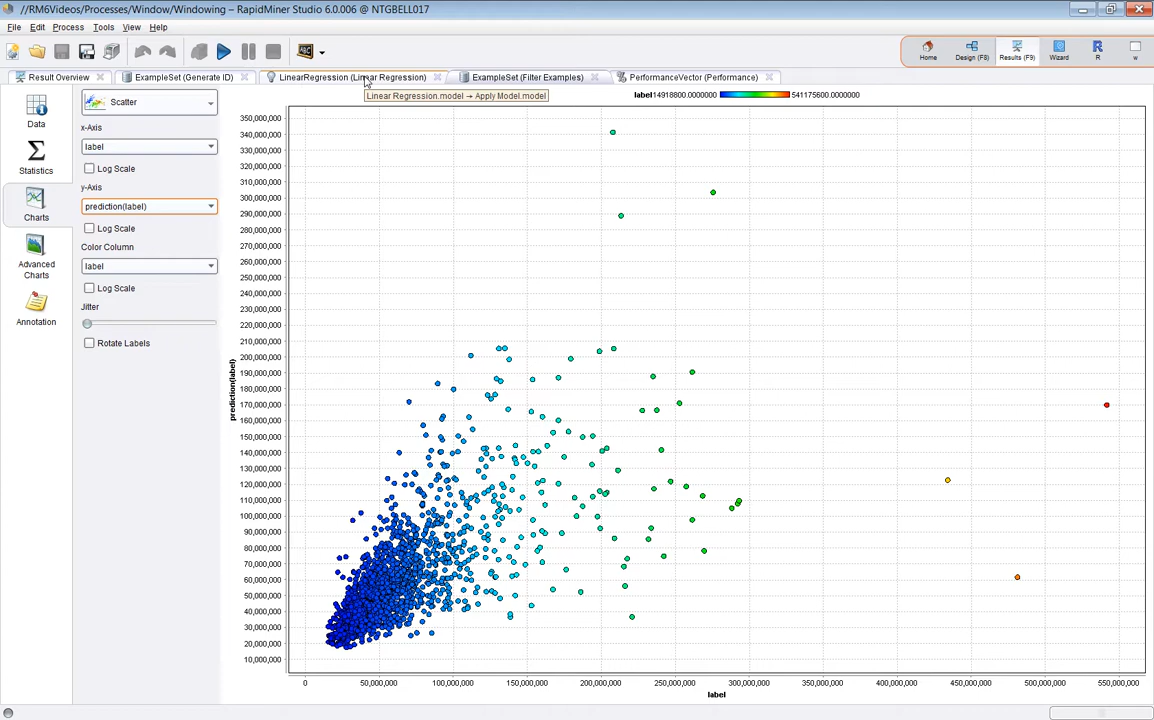 //RM6Videos/Processes/Window/Windowing – RapidMiner Studio 6.0.006 @ NTGBELL017
File Edit Process Tools View Help
ABC
Home Design (F8) Results (F9) Wizard R w
Result Overview ExampleSet (Generate ID) LinearRegression (Linear Regression) ExampleSet (Filter Examples) PerformanceVector (Performance)
Linear Regression.model → Apply Model.model
label14918800.0000000 541175600.0000000
Data
Statistics
Charts
Advanced
Charts
Annotation
Scatter
x-Axis
label
Log Scale
y-Axis
prediction(label)
Log Scale
Color Column
label
Log Scale
Jitter
Rotate Labels
prediction(label)
350,000,000
340,000,000
330,000,000
320,000,000
310,000,000
300,000,000
290,000,000
280,000,000
270,000,000
260,000,000
250,000,000
240,000,000
230,000,000
220,000,000
210,000,000
200,000,000
190,000,000
180,000,000
170,000,000
160,000,000
150,000,000
140,000,000
130,000,000
120,000,000
110,000,000
100,000,000
90,000,000
80,000,000
70,000,000
60,000,000
50,000,000
40,000,000
30,000,000
20,000,000
10,000,000
0 50,000,000 100,000,000 150,000,000 200,000,000 250,000,000 300,000,000 350,000,000 400,000,000 450,000,000 500,000,000 550,000,000
label